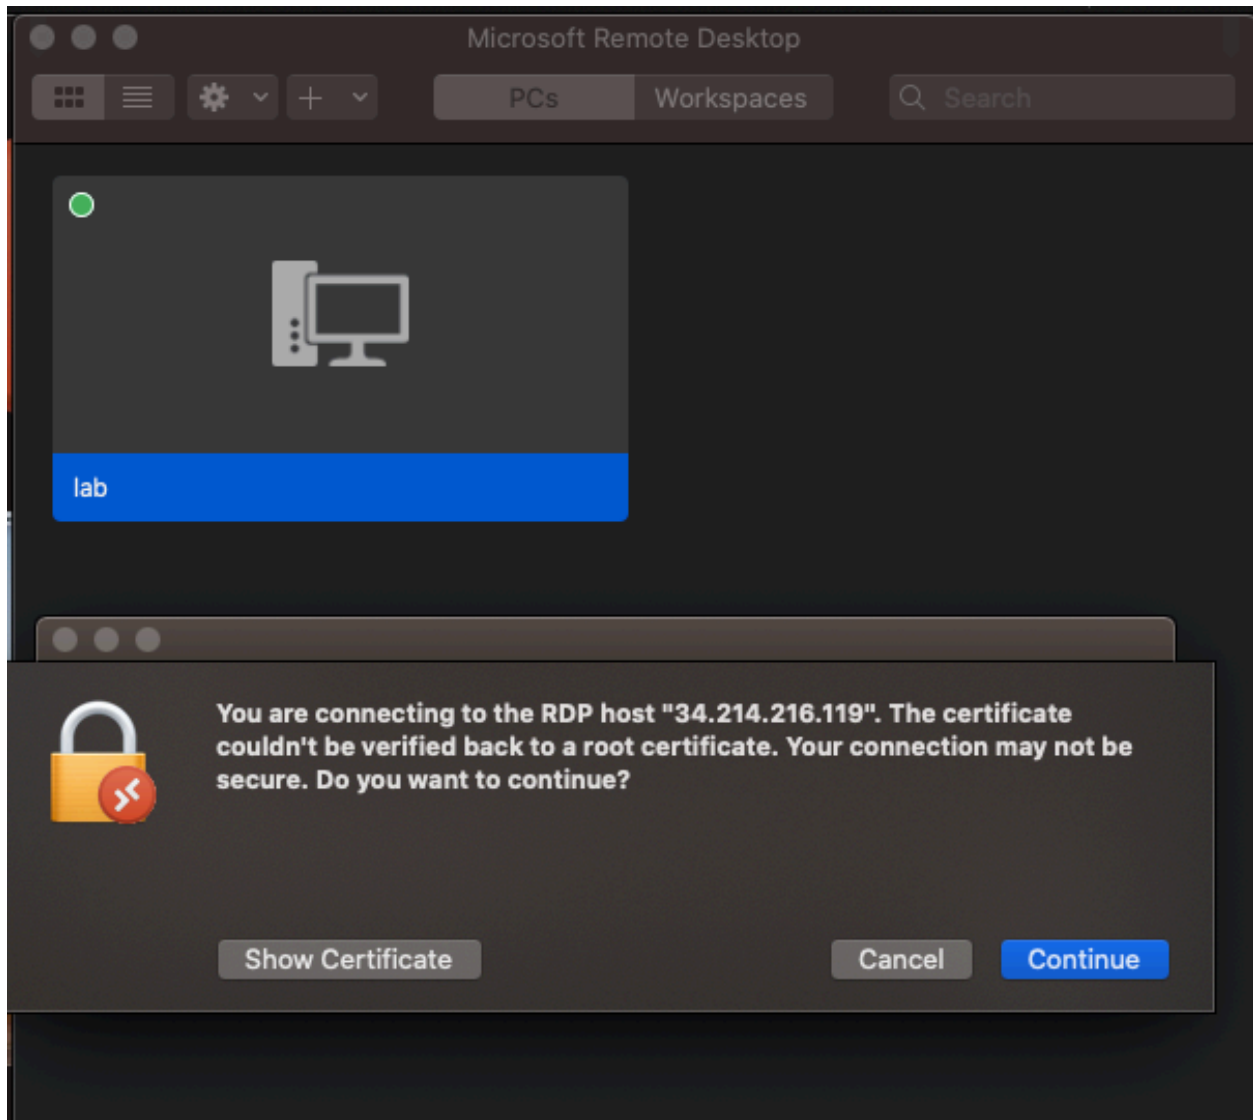 Microsoft Remote Desktop
PCs
Workspaces
Search
lab
You are connecting to the RDP host "34.214.216.119". The certificate
couldn't be verified back to a root certificate. Your connection may not be
secure. Do you want to continue?
Show Certificate
Cancel
Continue